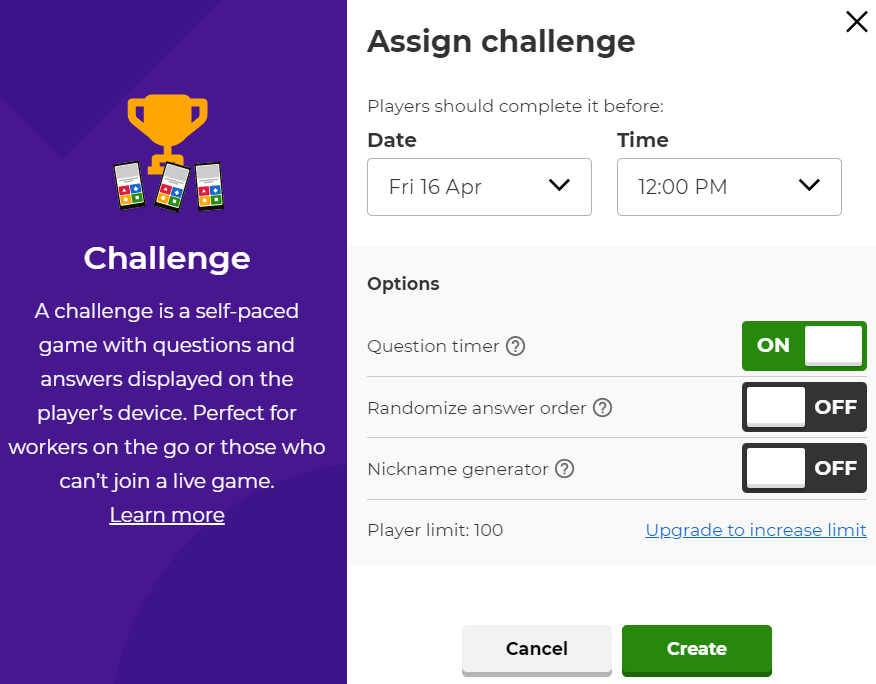 Challenge
A challenge is a self-paced
game with questions and
answers displayed on the
player's device. Perfect for
workers on the go or those who
can't join a live game.
Learn more
Assign challenge
Players should complete it before:
Date Time
Fri 16 Apr 12:00 PM
Options
Question timer ? ON
Randomize answer order ? OFF
Nickname generator ? OFF
Player limit: 100 Upgrade to increase limit
Cancel Create